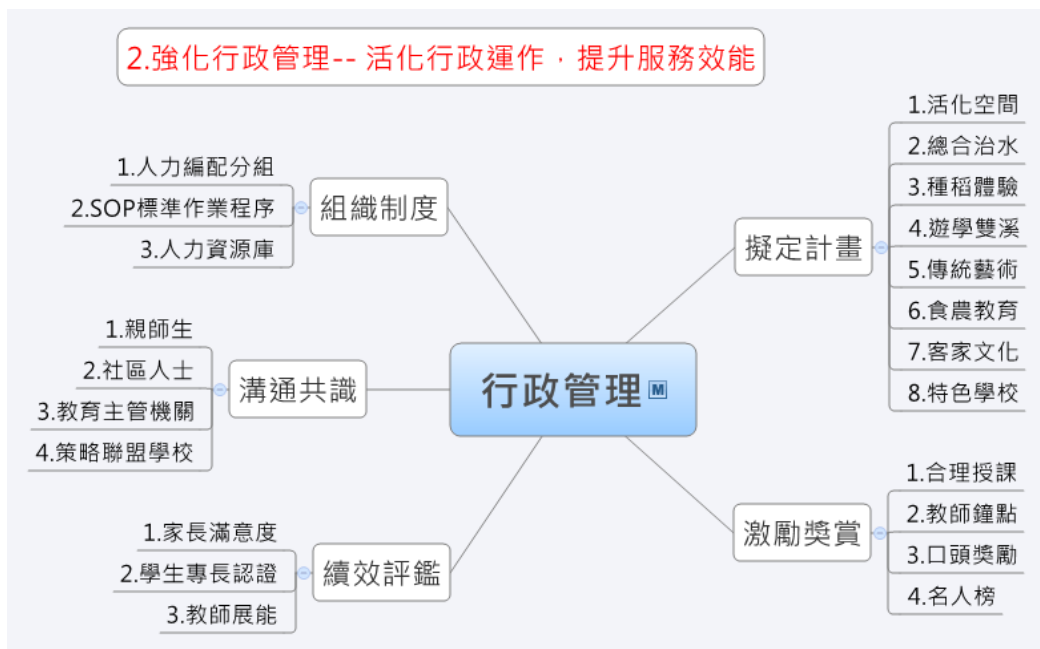 2.強化行政管理-- 活化行政運作，提升服務效能
行政管理
M
組織制度
1.人力編配分組
2.SOP標準作業程序
3.人力資源庫
溝通共識
1.親師生
2.社區人士
3.教育主管機關
4.策略聯盟學校
續效評鑑
1.家長滿意度
2.學生專長認證
3.教師展能
擬定計畫
1.活化空間
2.總合治水
3.種稻體驗
4.遊學雙溪
5.傳統藝術
6.食農教育
7.客家文化
8.特色學校
激勵獎賞
1.合理授課
2.教師鐘點
3.口頭獎勵
4.名人榜